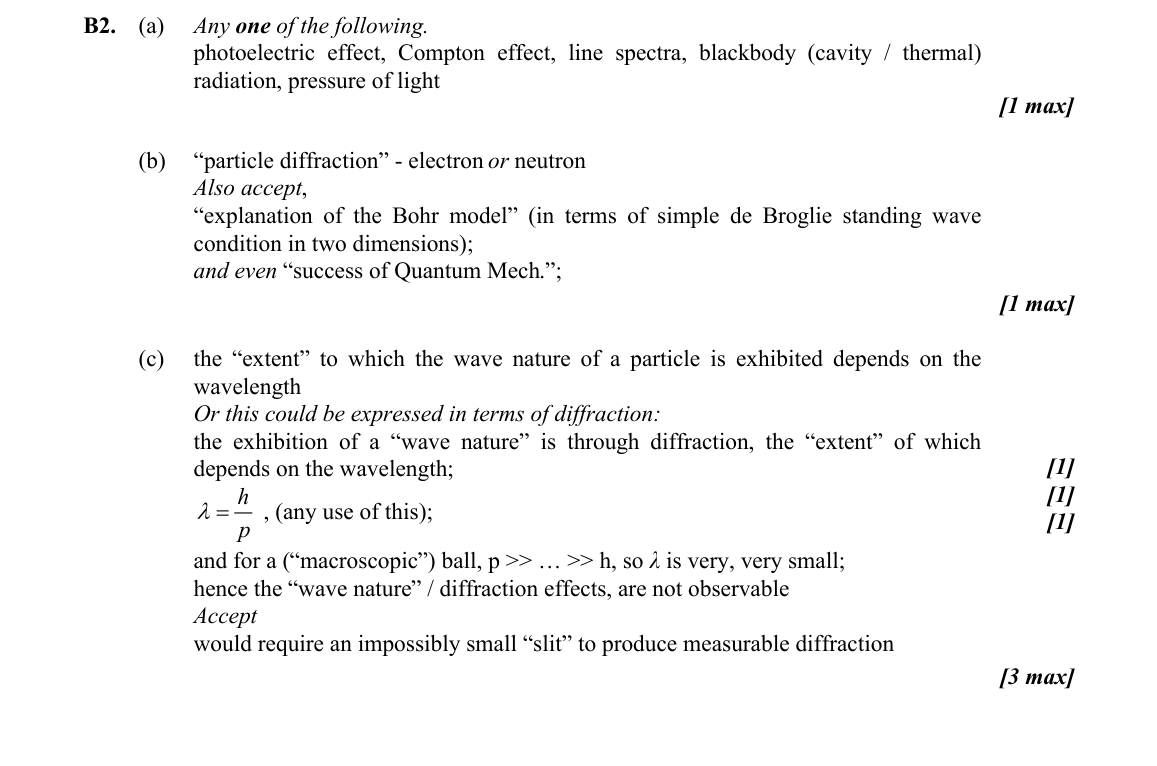 B2. (a) Any one of the following.
photoelectric effect, Compton effect, line spectra, blackbody (cavity / thermal)
radiation, pressure of light
[1 max]
(b) “particle diffraction” - electron or neutron
Also accept,
“explanation of the Bohr model” (in terms of simple de Broglie standing wave
condition in two dimensions);
and even “success of Quantum Mech.”;
[1 max]
(c) the “extent” to which the wave nature of a particle is exhibited depends on the
wavelength
Or this could be expressed in terms of diffraction:
the exhibition of a “wave nature” is through diffraction, the “extent” of which
depends on the wavelength; [1]
λ = h/p , (any use of this); [1]
[1]
and for a (“macroscopic”) ball, p >> … >> h, so λ is very, very small;
hence the “wave nature” / diffraction effects, are not observable
Accept
would require an impossibly small “slit” to produce measurable diffraction
[3 max]